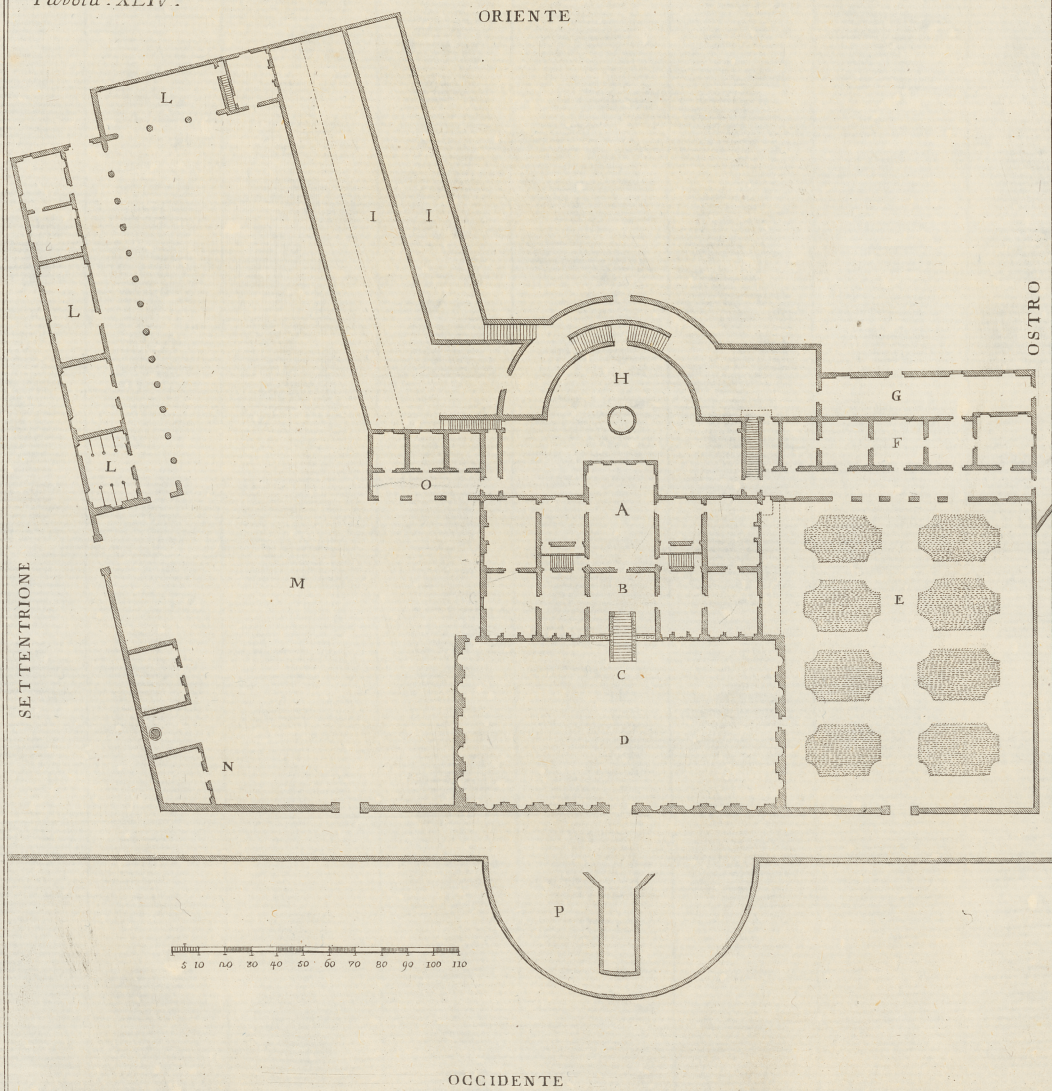 Tavola . XLIV .
ORIENTE
L
I
I
L
OSTRO
H
G
F
L
O
A
SETTENTRIONE
M
B
E
C
D
N
P
5 10 20 30 40 50 60 70 80 90 100 110
OCCIDENTE